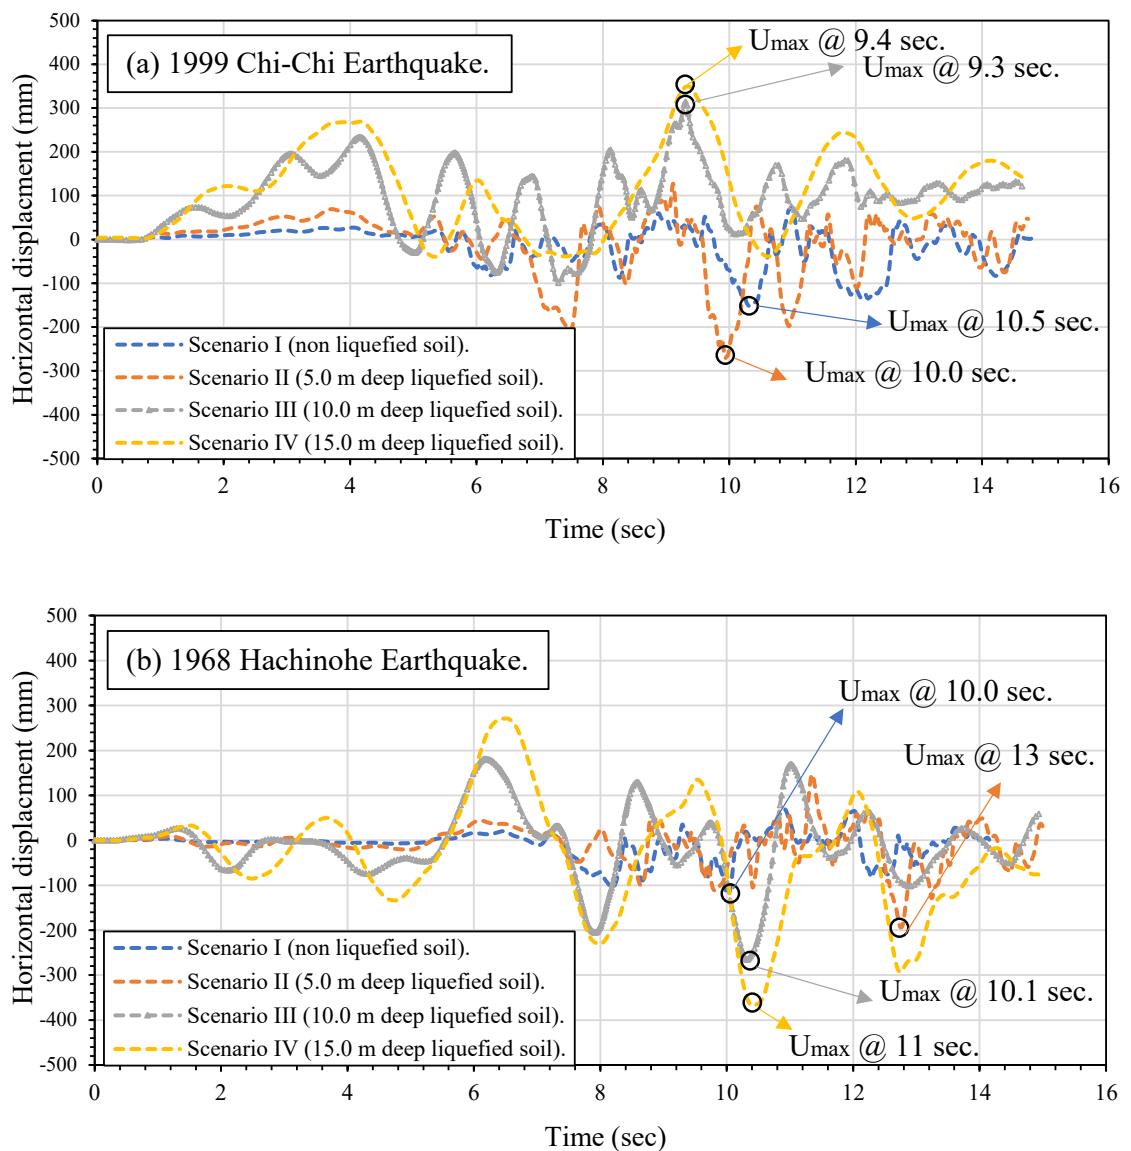 500
400
300
200
100
0
-100
-200
-300
-400
-500
Horizontal displacment (mm)
(a) 1999 Chi-Chi Earthquake.
Umax @ 9.4 sec.
Umax @ 9.3 sec.
Umax @ 10.5 sec.
Umax @ 10.0 sec.
Scenario I (non liquefied soil).
Scenario II (5.0 m deep liquefied soil).
Scenario III (10.0 m deep liquefied soil).
Scenario IV (15.0 m deep liquefied soil).
0 2 4 6 8 10 12 14 16
Time (sec)
500
400
300
200
100
0
-100
-200
-300
-400
-500
Horizontal displacment (mm)
(b) 1968 Hachinohe Earthquake.
Umax @ 10.0 sec.
Umax @ 13 sec.
Umax @ 10.1 sec.
Umax @ 11 sec.
Scenario I (non liquefied soil).
Scenario II (5.0 m deep liquefied soil).
Scenario III (10.0 m deep liquefied soil).
Scenario IV (15.0 m deep liquefied soil).
0 2 4 6 8 10 12 14 16
Time (sec)